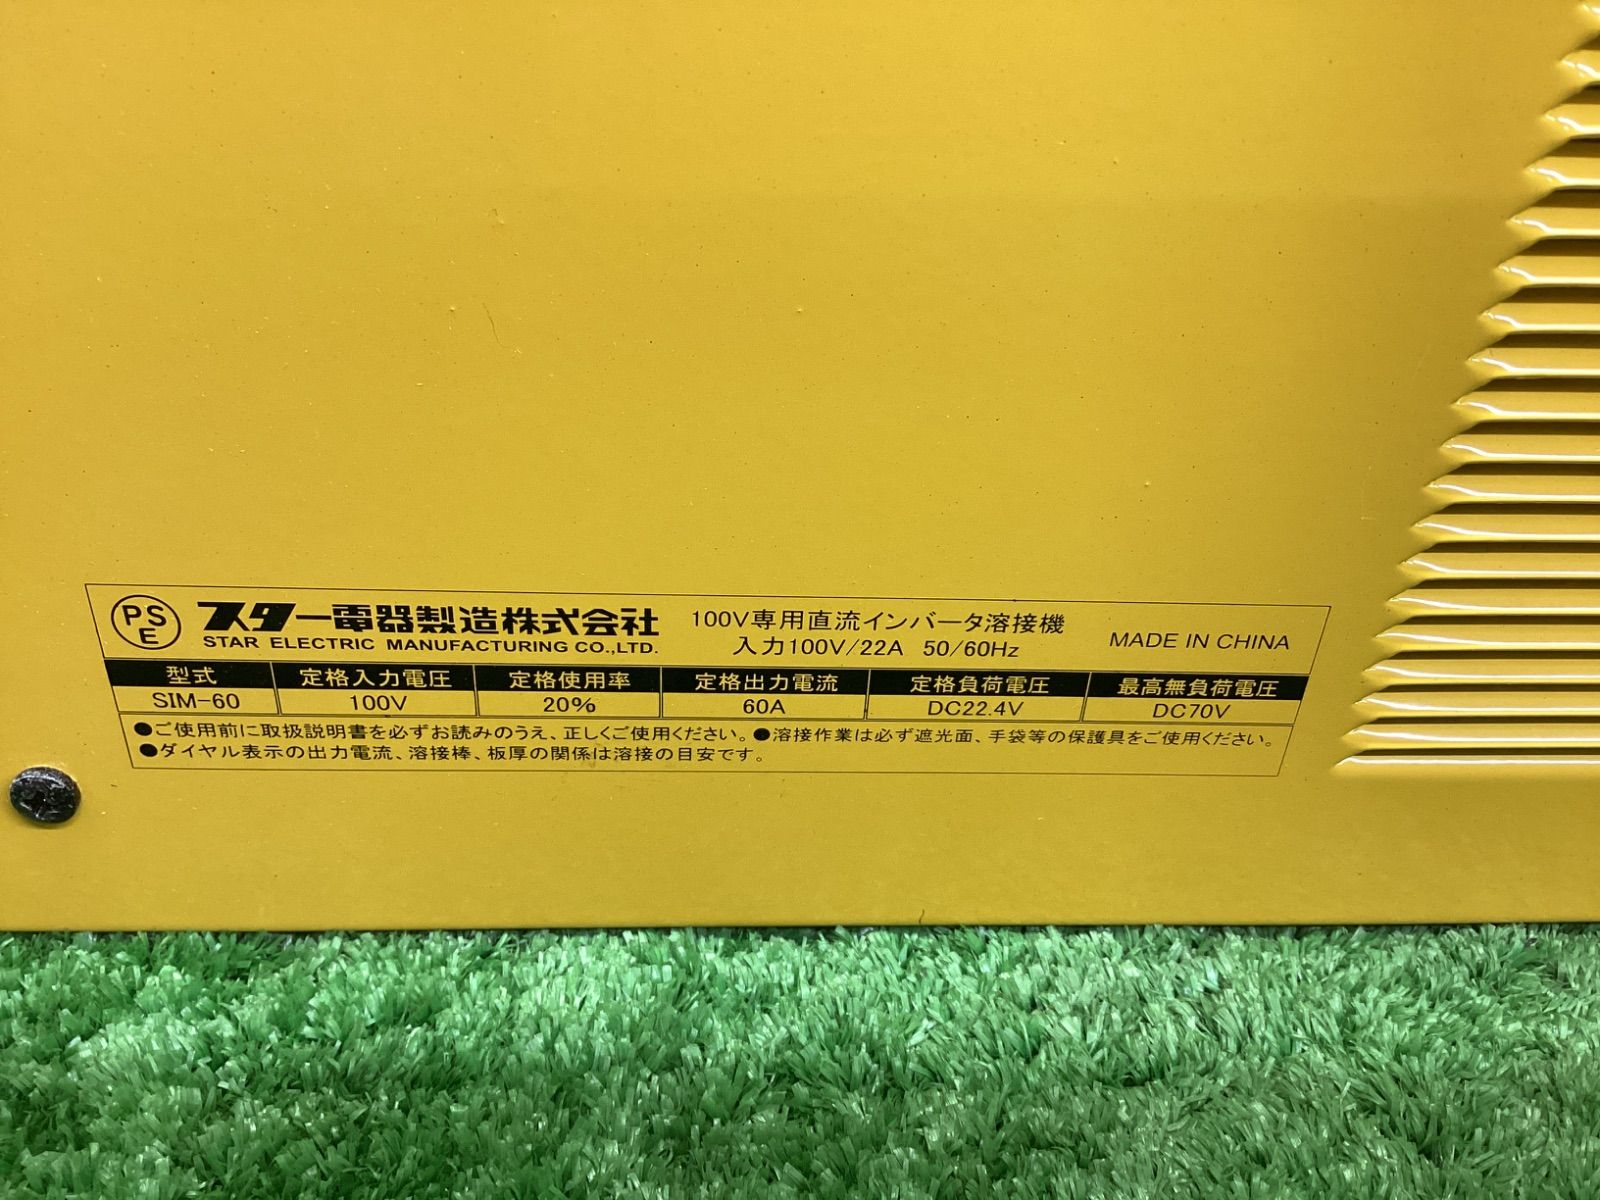 PS
E
スター電器製造株式会社
STAR ELECTRIC MANUFACTURING CO.,LTD.
100V専用直流インバータ溶接機
入力100V/22A 50/60Hz
MADE IN CHINA
型式 定格入力電圧 定格使用率 定格出力電流 定格負荷電圧 最高無負荷電圧
SIM-60 100V 20% 60A DC22.4V DC70V
●ご使用前に取扱説明書を必ずお読みのうえ、正しくご使用ください。●溶接作業は必ず遮光面、手袋等の保護具をご使用ください。
●ダイヤル表示の出力電流、溶接棒、板厚の関係は溶接の目安です。